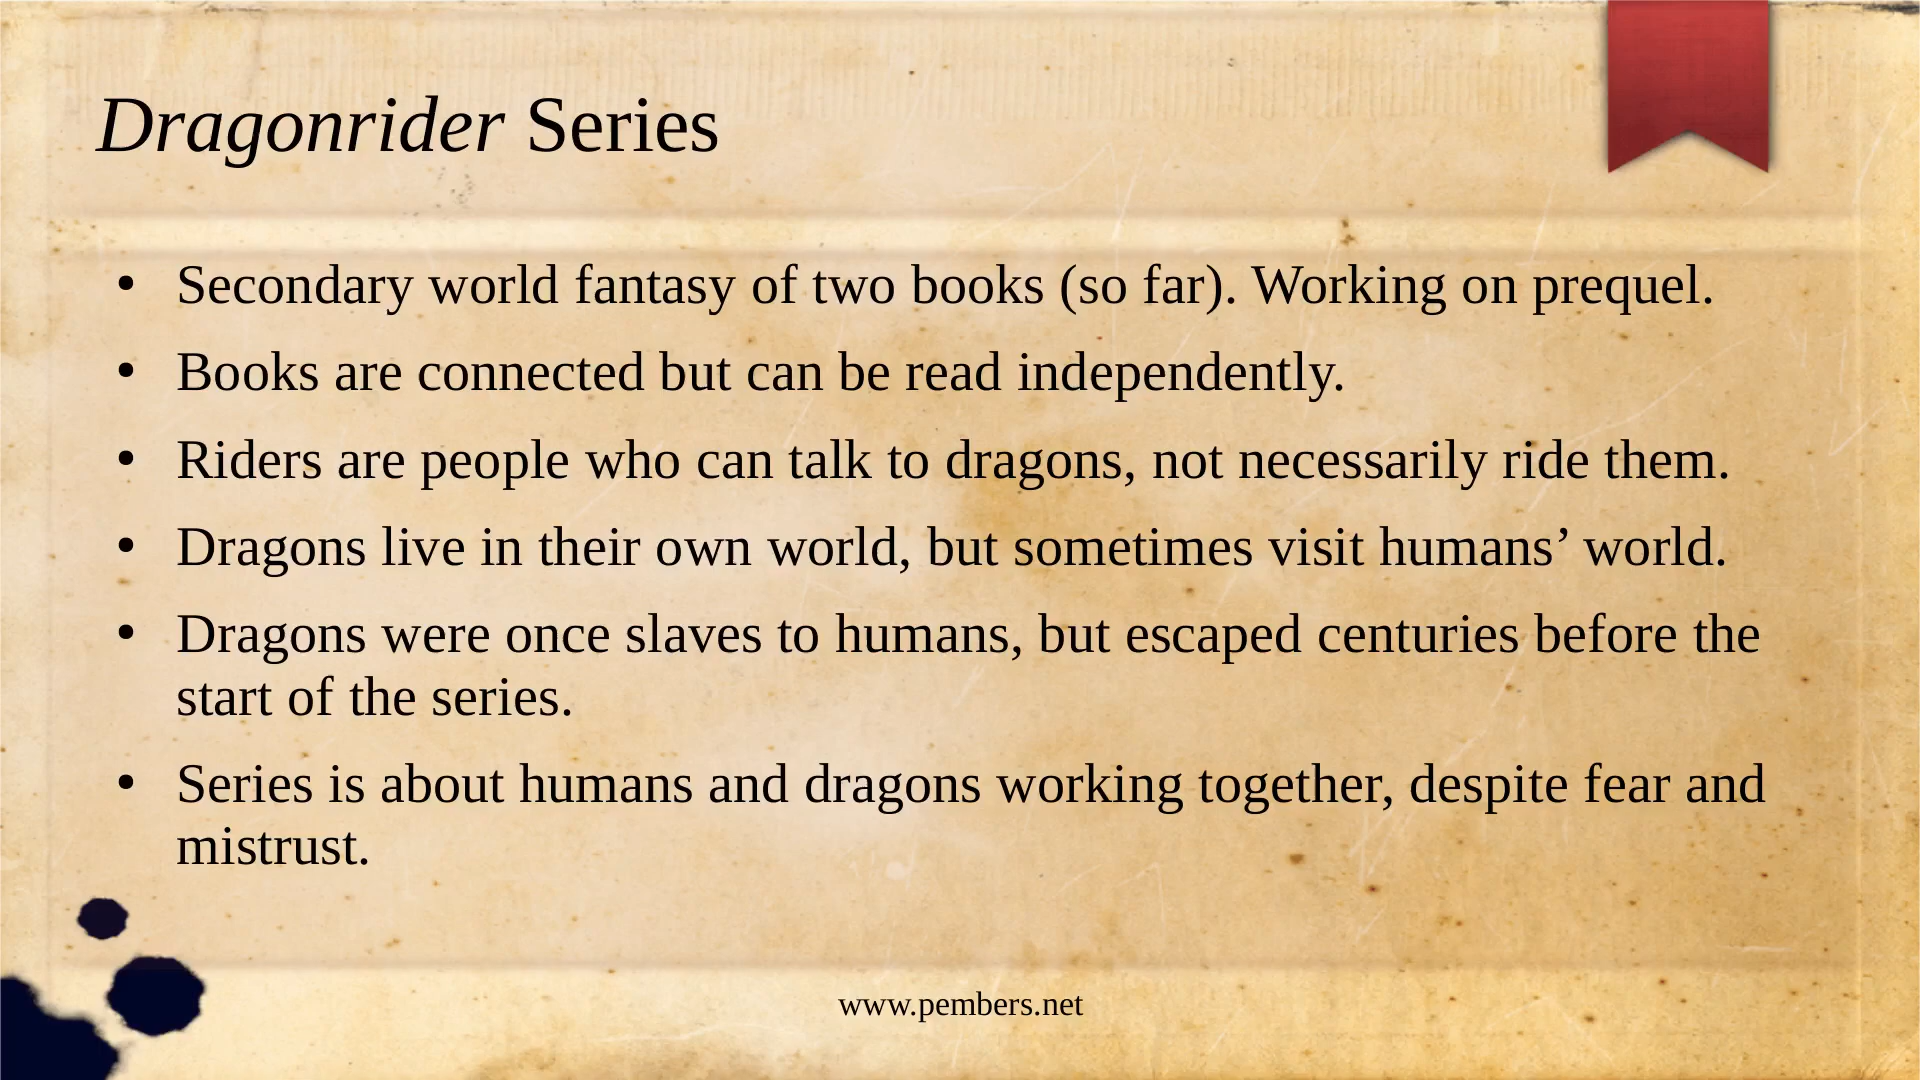 Dragonrider Series
• Secondary world fantasy of two books (so far). Working on prequel.
• Books are connected but can be read independently.
• Riders are people who can talk to dragons, not necessarily ride them.
• Dragons live in their own world, but sometimes visit humans’ world.
• Dragons were once slaves to humans, but escaped centuries before the
start of the series.
• Series is about humans and dragons working together, despite fear and
mistrust.
www.pembers.net